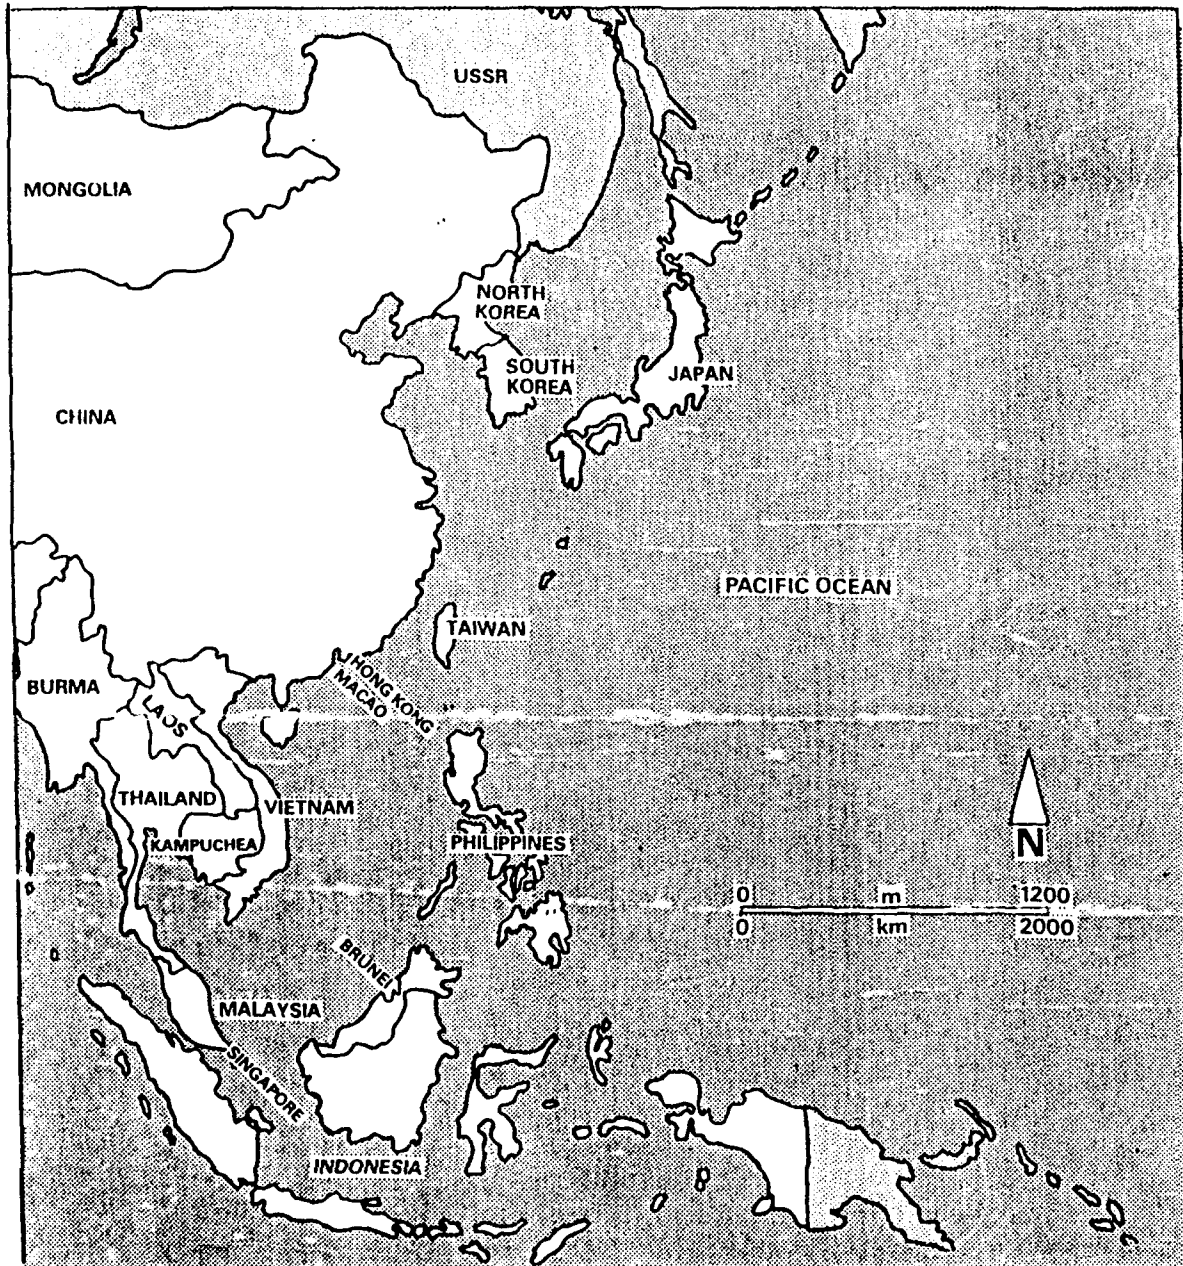 USSR
MONGOLIA
NORTH
KOREA
SOUTH
KOREA
JAPAN
CHINA
PACIFIC OCEAN
TAIWAN
HONG KONG
MACAO
BURMA
LAOS
THAILAND
VIETNAM
KAMPUCHEA
PHILIPPINES
N
0 m 1200
0 km 2000
BRUNEI
MALAYSIA
SINGAPORE
INDONESIA